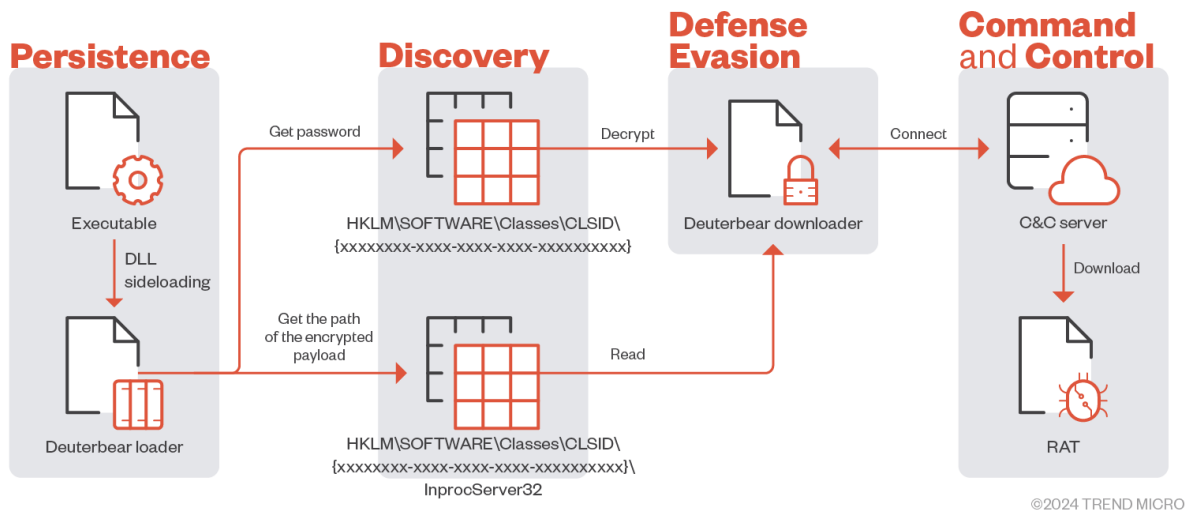 Persistence
Executable
DLL
sideloading
Deuterbear loader
Get password
Get the path
of the encrypted
payload
Discovery
HKLM\SOFTWARE\Classes\CLSID\
{xxxxxxxx-xxxx-xxxx-xxxx-xxxxxxxxxx}
HKLM\SOFTWARE\Classes\CLSID\
{xxxxxxxx-xxxx-xxxx-xxxx-xxxxxxxxxx}\
InprocServer32
Decrypt
Read
Defense
Evasion
Deuterbear downloader
Connect
Command
and Control
C&C server
Download
RAT
©2024 TREND MICRO